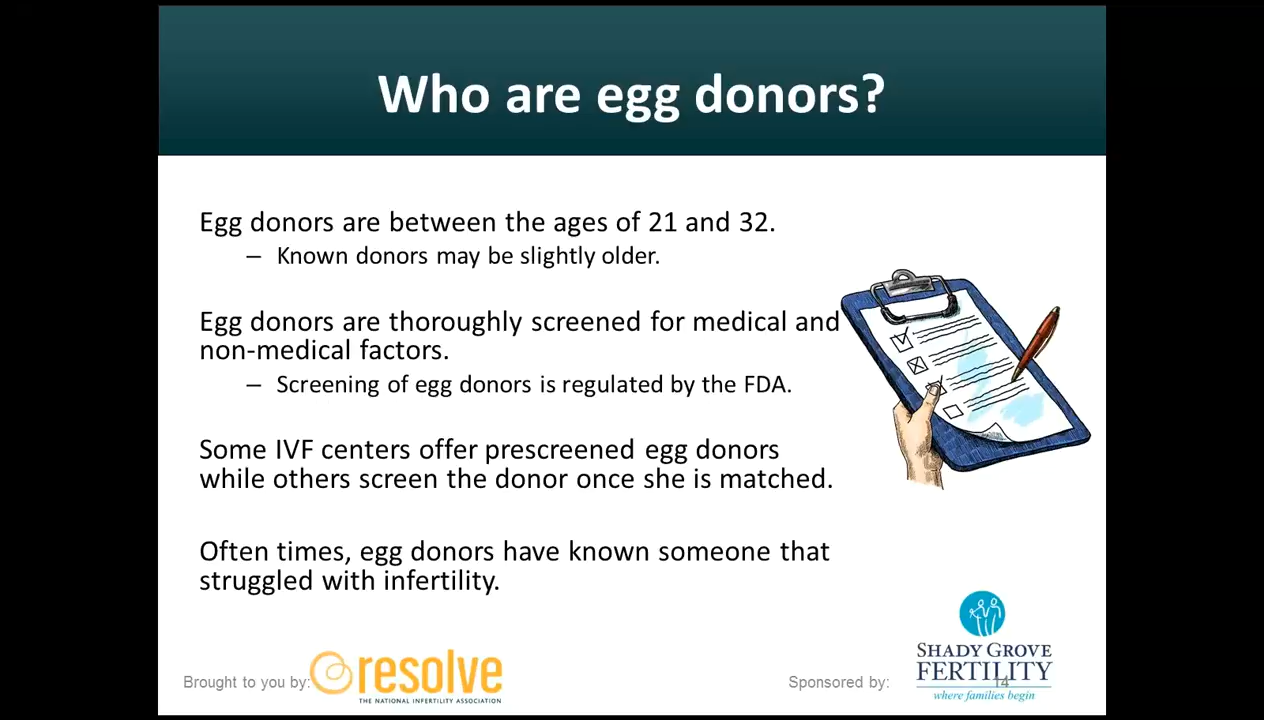 Who are egg donors?
Egg donors are between the ages of 21 and 32.
– Known donors may be slightly older.
Egg donors are thoroughly screened for medical and
non-medical factors.
– Screening of egg donors is regulated by the FDA.
Some IVF centers offer prescreened egg donors
while others screen the donor once she is matched.
Often times, egg donors have known someone that
struggled with infertility.
Brought to you by:
resolve
THE NATIONAL INFERTILITY ASSOCIATION
Sponsored by:
SHADY GROVE
FERTILITY
14
where families begin